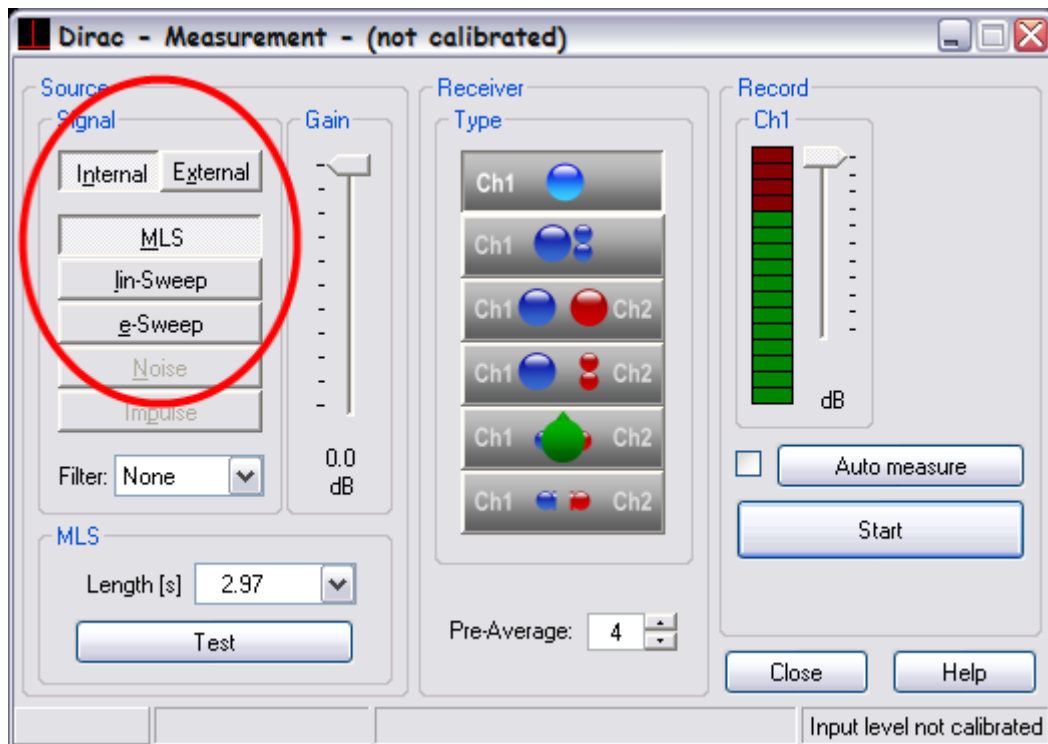 Dirac - Measurement - (not calibrated)
Source
Signal
Internal
External
MLS
lin-Sweep
e-Sweep
Noise
Impulse
Filter: None
Gain
0.0
dB
MLS
Length [s] 2.97
Test
Receiver
Type
Ch1
Ch1
Ch1 Ch2
Ch1 Ch2
Ch1 Ch2
Ch1 Ch2
Pre-Average: 4
Record
Ch1
dB
Auto measure
Start
Close
Help
Input level not calibrated